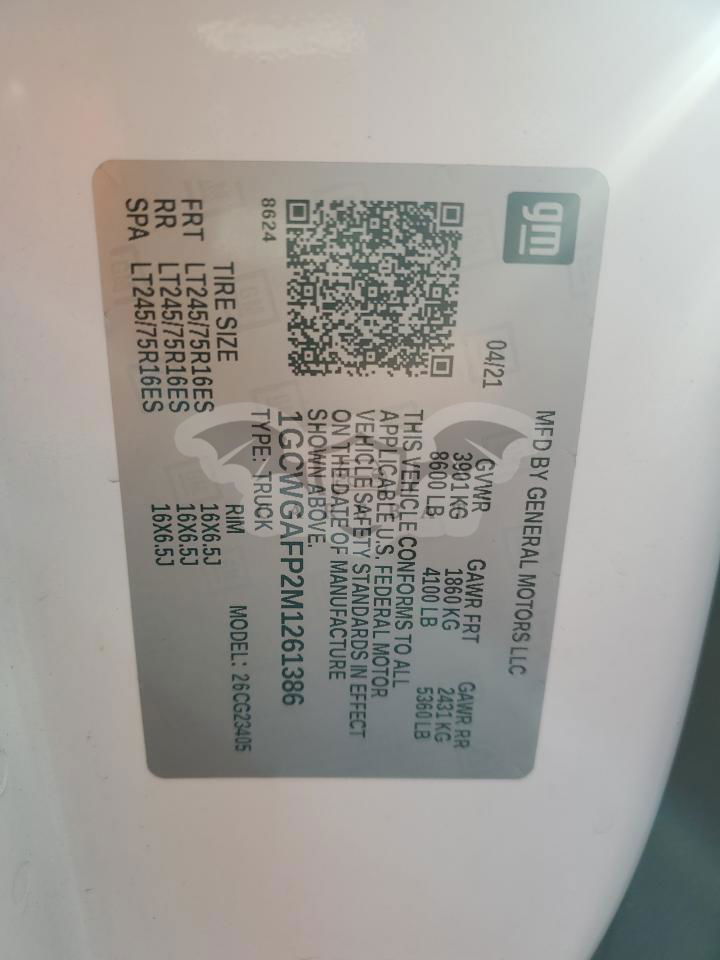 gm
MFD BY GENERAL MOTORS LLC
04/21 GVWR GAWR FRT GAWR RR
3901 KG 1860 KG 2431 KG
8600 LB 4100 LB 5360 LB
THIS VEHICLE CONFORMS TO ALL
APPLICABLE U.S. FEDERAL MOTOR
VEHICLE SAFETY STANDARDS IN EFFECT
ON THE DATE OF MANUFACTURE
SHOWN ABOVE.
1GCWGAFP2M1261386
8624 TYPE: TRUCK
TIRE SIZE RIM MODEL: 26CG23405
FRT LT245/75R16ES 16X6.5J
RR LT245/75R16ES 16X6.5J
SPA LT245/75R16ES 16X6.5J